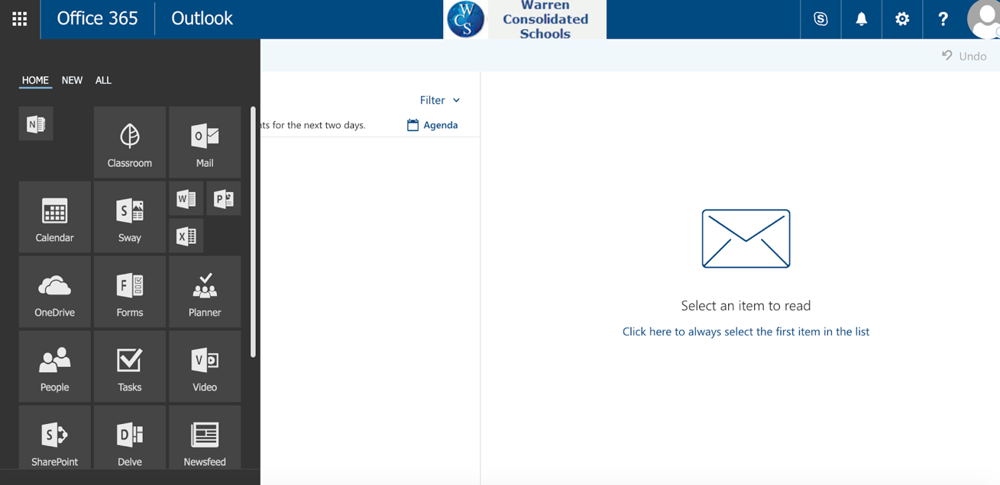 Office 365
Outlook
W
C
S
Warren
Consolidated
Schools
?
Undo
HOME NEW ALL
Filter
nts for the next two days.
Agenda
N
Classroom
O
Mail
Calendar
S
Sway
W
P
X
OneDrive
F
Forms
Planner
People
Tasks
V
Video
S
SharePoint
D
Delve
Newsfeed
Select an item to read
Click here to always select the first item in the list